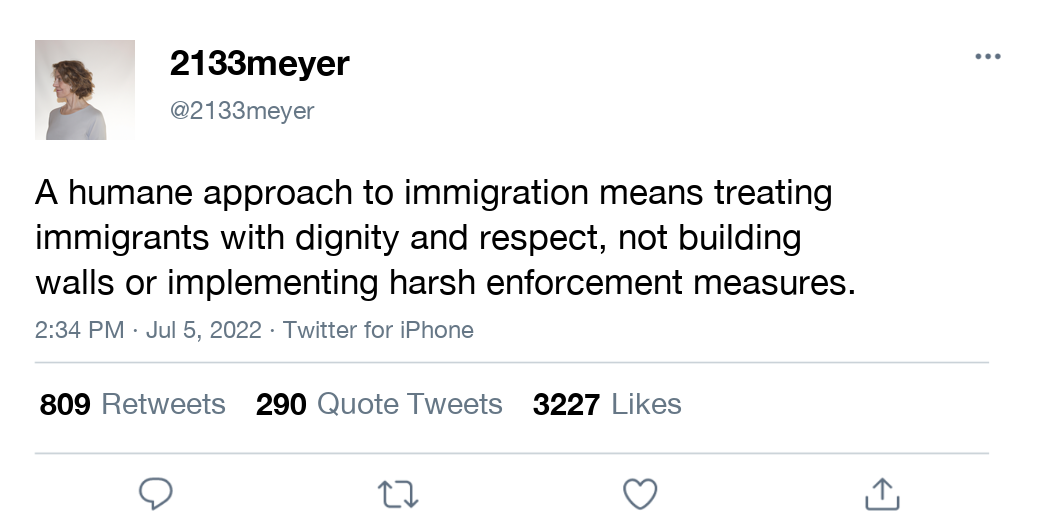 2133meyer
@2133meyer
A humane approach to immigration means treating
immigrants with dignity and respect, not building
walls or implementing harsh enforcement measures.
2:34 PM · Jul 5, 2022 · Twitter for iPhone
809 Retweets 290 Quote Tweets 3227 Likes